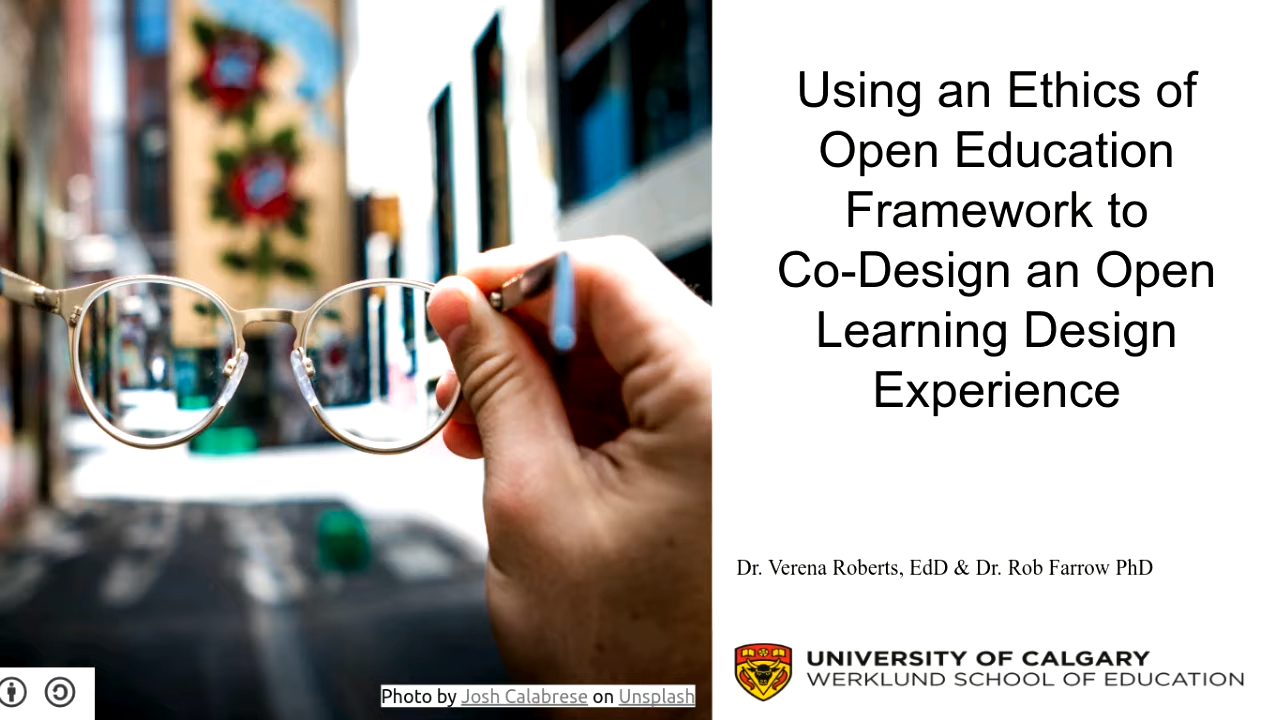 Using an Ethics of
Open Education
Framework to
Co-Design an Open
Learning Design
Experience
Dr. Verena Roberts, EdD & Dr. Rob Farrow PhD
UNIVERSITY OF CALGARY
WERKLUND SCHOOL OF EDUCATION
Photo by Josh Calabrese on Unsplash